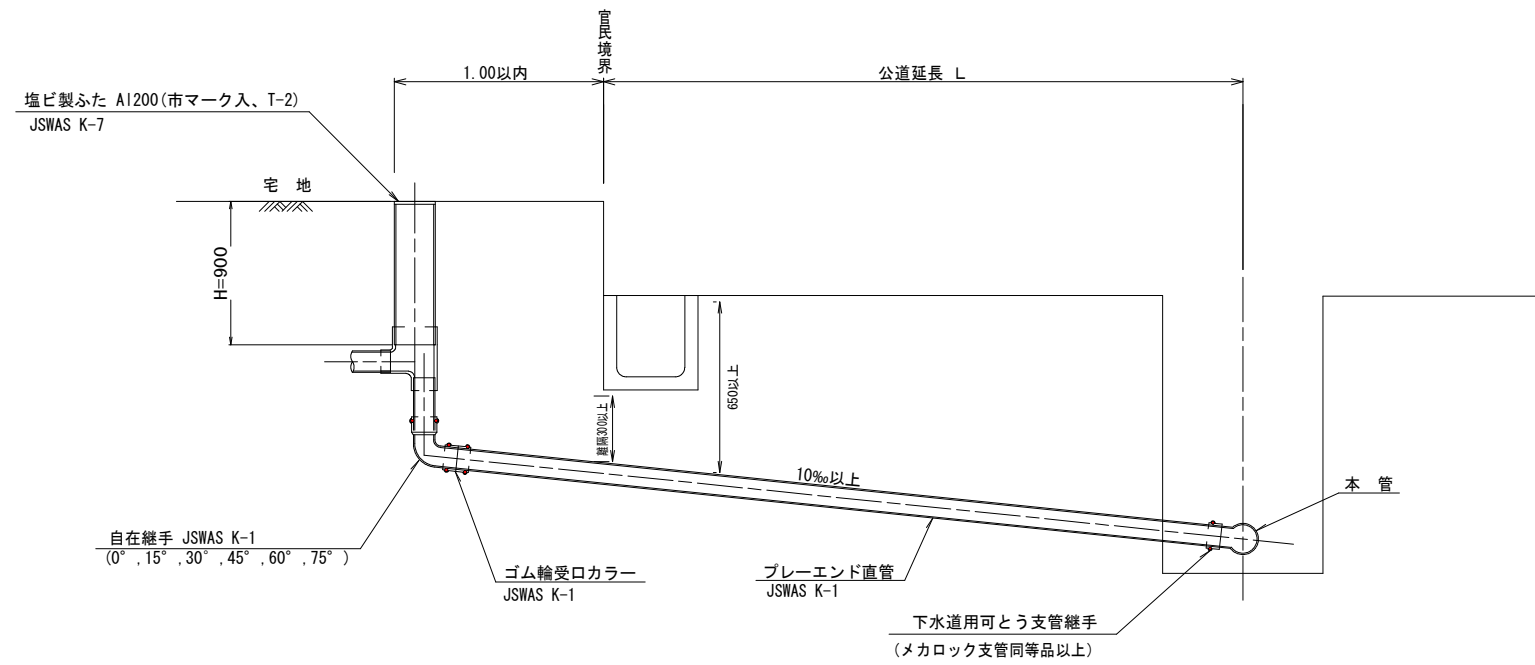 官民境界
1.00以内
公道延長 L
塩ビ製ふた A1200(市マーク入、T-2)
JSWAS K-7
宅 地
H=900
650以上
離隔300以上
10‰以上
本 管
自在継手 JSWAS K-1
(0°,15°,30°,45°,60°,75°)
ゴム輪受口カラー
JSWAS K-1
プレーエンド直管
JSWAS K-1
下水道用可とう支管継手
(メカロック支管同等品以上)